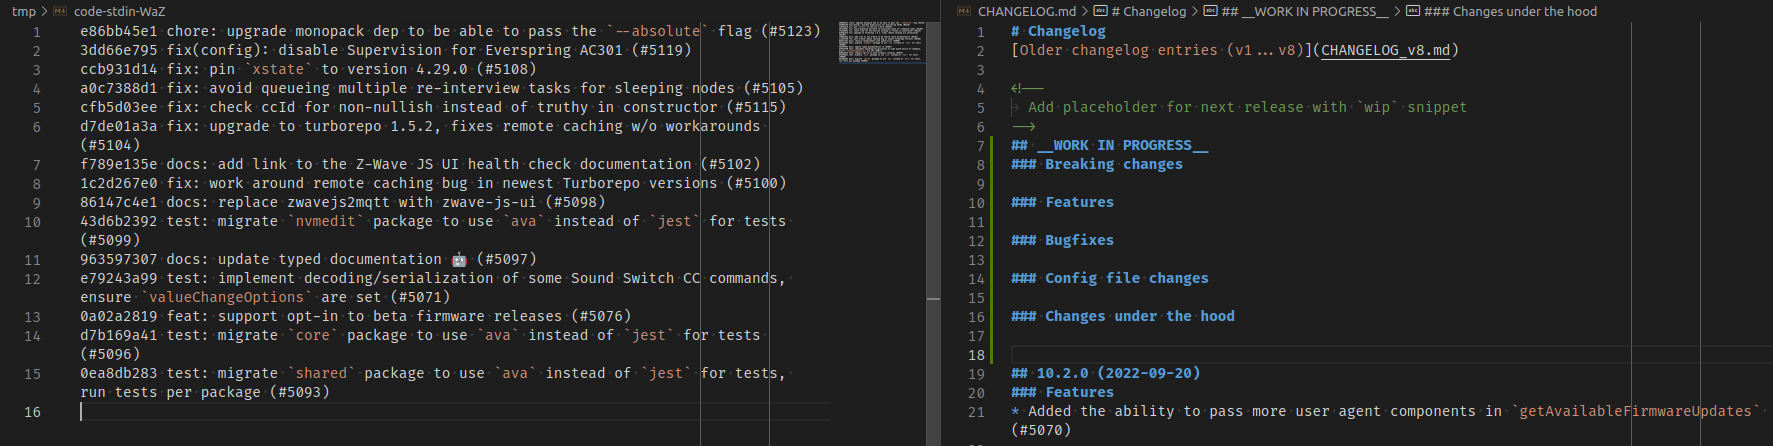 tmp > code-stdin-WaZ
1 e86bb45e1 chore: upgrade monopack dep to be able to pass the `--absolute` flag (#5123)
2 3dd66e795 fix(config): disable Supervision for Everspring AC301 (#5119)
3 ccb931d14 fix: pin `xstate` to version 4.29.0 (#5108)
4 a0c7388d1 fix: avoid queueing multiple re-interview tasks for sleeping nodes (#5105)
5 cfb5d03ee fix: check ccId for non-nullish instead of truthy in constructor (#5115)
6 d7de01a3a fix: upgrade to turborepo 1.5.2, fixes remote caching w/o workarounds
(#5104)
7 f789e135e docs: add link to the Z-Wave JS UI health check documentation (#5102)
8 1c2d267e0 fix: work around remote caching bug in newest Turborepo versions (#5100)
9 86147c4e1 docs: replace zwavejs2mqtt with zwave-js-ui (#5098)
10 43d6b2392 test: migrate `nvmedit` package to use `ava` instead of `jest` for tests
(#5099)
11 963597307 docs: update typed documentation 🤖 (#5097)
12 e79243a99 test: implement decoding/serialization of some Sound Switch CC commands,
ensure `valueChangeOptions` are set (#5071)
13 0a02a2819 feat: support opt-in to beta firmware releases (#5076)
14 d7b169a41 test: migrate `core` package to use `ava` instead of `jest` for tests
(#5096)
15 0ea8db283 test: migrate `shared` package to use `ava` instead of `jest` for tests,
run tests per package (#5093)
16
CHANGELOG.md > # Changelog > ## __WORK IN PROGRESS__ > ### Changes under the hood
1 # Changelog
2 [Older changelog entries (v1...v8)](CHANGELOG_v8.md)
3
4 <!--
5 Add placeholder for next release with `wip` snippet
6 -->
7 ## __WORK IN PROGRESS__
8 ### Breaking changes
9
10 ### Features
11
12 ### Bugfixes
13
14 ### Config file changes
15
16 ### Changes under the hood
17
18
19 ## 10.2.0 (2022-09-20)
20 ### Features
21 * Added the ability to pass more user agent components in `getAvailableFirmwareUpdates`
(#5070)